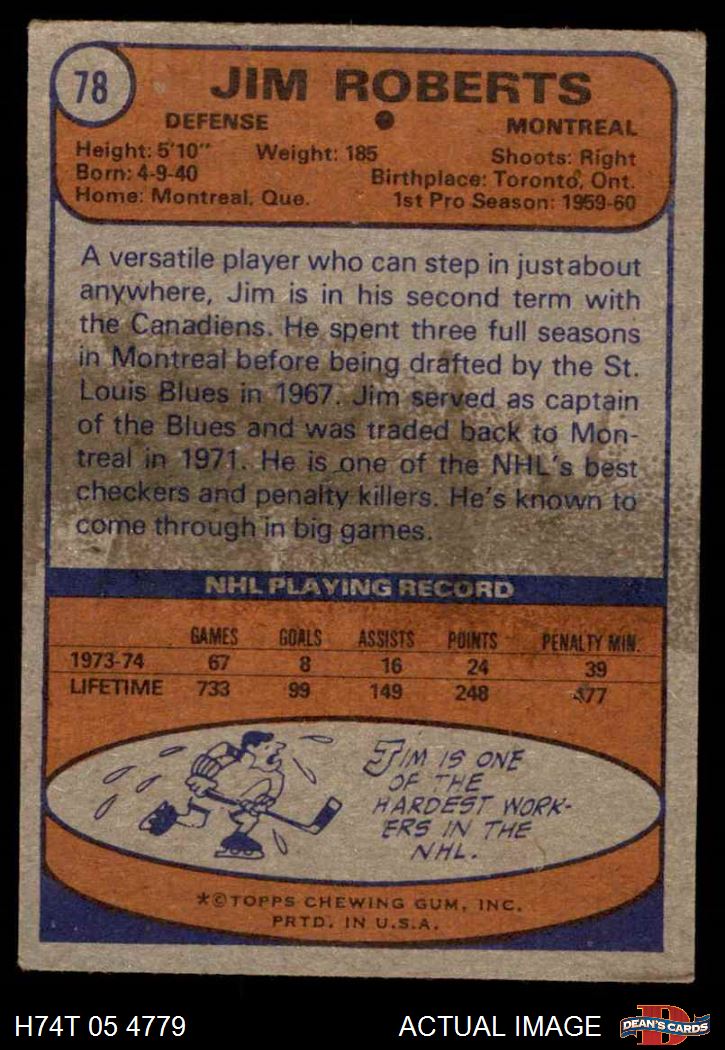 78
JIM ROBERTS
DEFENSE
MONTREAL
Height: 5'10" Weight: 185 Shoots: Right
Born: 4-9-40 Birthplace: Toronto, Ont.
Home: Montreal, Que. 1st Pro Season: 1959-60
A versatile player who can step in just about
anywhere, Jim is in his second term with
the Canadiens. He spent three full seasons
in Montreal before being drafted by the St.
Louis Blues in 1967. Jim served as captain
of the Blues and was traded back to Mon-
treal in 1971. He is one of the NHL's best
checkers and penalty killers. He's known to
come through in big games.
NHL PLAYING RECORD
GAMES GOALS ASSISTS POINTS PENALTY MIN.
1973-74 67 8 16 24 39
LIFETIME 733 99 149 248 477
JIM IS ONE
OF THE
HARDEST WORK-
ERS IN THE
NHL.
*©TOPPS CHEWING GUM, INC.
PRTD. IN U.S.A.
H74T 05 4779 ACTUAL IMAGE
D
DEAN'S CARDS